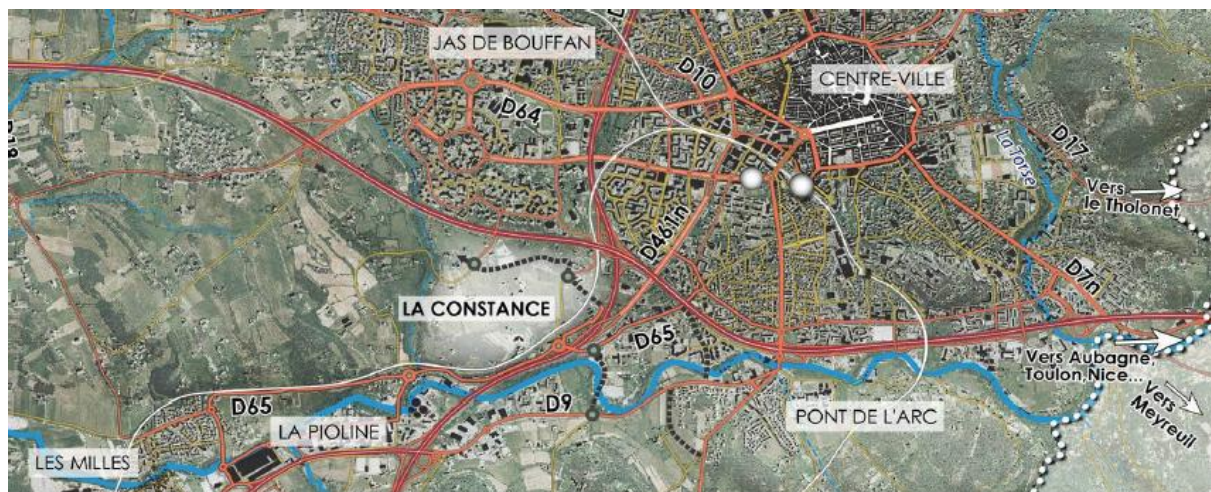 JAS DE BOUFFAN
D10
CENTRE-VILLE
D64
La Torse
D17
Vers
le Tholonet
D461n
D7n
LA CONSTANCE
D65
Vers Aubagne,
Toulon, Nice...
Vers
Meyreuil
D65
D9
PONT DE L'ARC
LA PIOLINE
LES MILLES